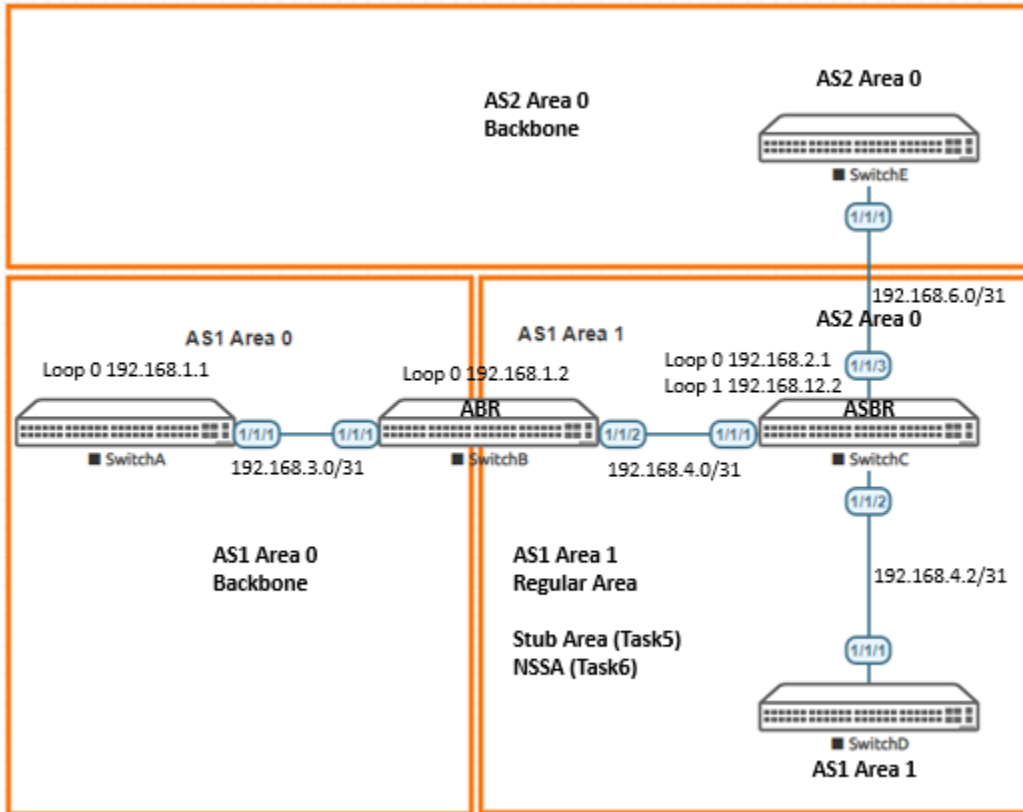 AS2 Area 0
AS2 Area 0
Backbone
SwitchE
1/1/1
192.168.6.0/31
AS2 Area 0
AS1 Area 0
AS1 Area 1
Loop 0 192.168.1.1
Loop 0 192.168.1.2
Loop 0 192.168.2.1
Loop 1 192.168.12.2
1/1/3
ABR
ASBR
1/1/1
1/1/1
1/1/2
1/1/1
SwitchA
192.168.3.0/31
SwitchB
192.168.4.0/31
SwitchC
1/1/2
AS1 Area 0
Backbone
AS1 Area 1
Regular Area
192.168.4.2/31
Stub Area (Task5)
NSSA (Task6)
1/1/1
SwitchD
AS1 Area 1